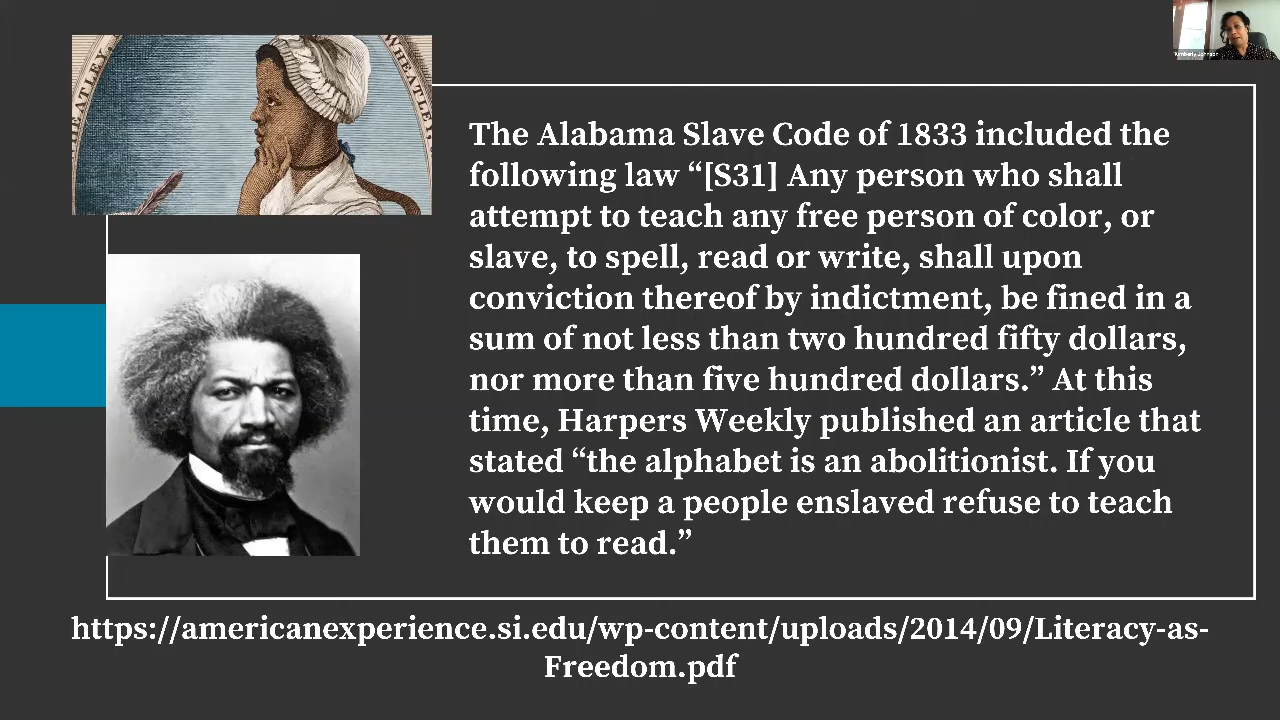 HEATLEY,
WHEATLEY,
Kimberly Johnson
The Alabama Slave Code of 1833 included the
following law “[S31] Any person who shall
attempt to teach any free person of color, or
slave, to spell, read or write, shall upon
conviction thereof by indictment, be fined in a
sum of not less than two hundred fifty dollars,
nor more than five hundred dollars.” At this
time, Harpers Weekly published an article that
stated “the alphabet is an abolitionist. If you
would keep a people enslaved refuse to teach
them to read.”
https://americanexperience.si.edu/wp-content/uploads/2014/09/Literacy-as-
Freedom.pdf